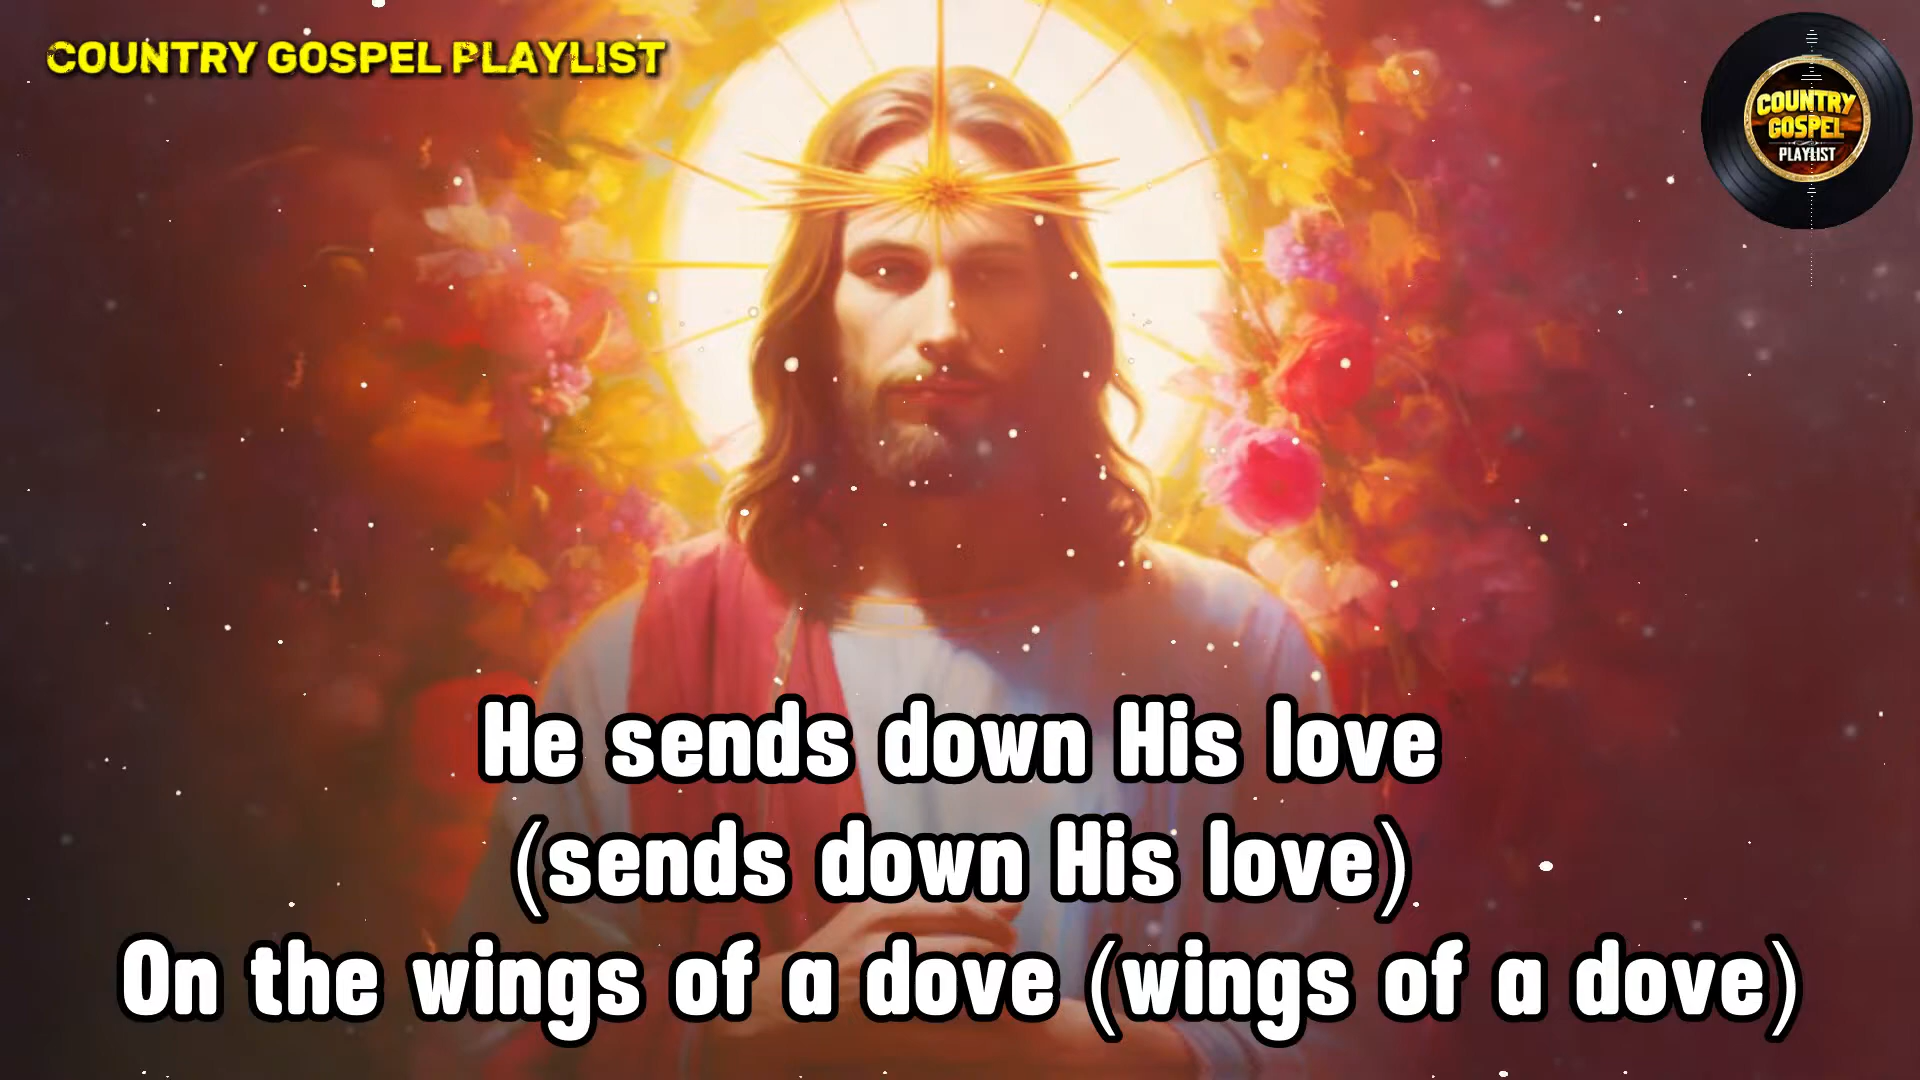 COUNTRY GOSPEL PLAYLIST
COUNTRY
GOSPEL
PLAYLIST
He sends down His love
(sends down His love)
On the wings of a dove (wings of a dove)